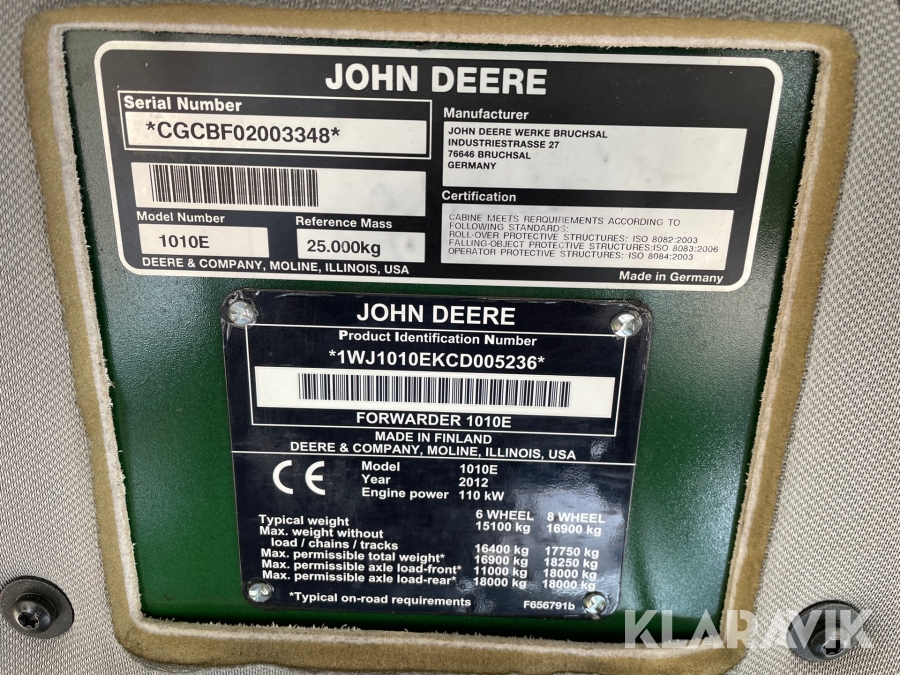 JOHN DEERE
Serial Number
*CGCBF02003348*
Model Number
1010E
Reference Mass
25.000kg
DEERE & COMPANY, MOLINE, ILLINOIS, USA
Manufacturer
JOHN DEERE WERKE BRUCHSAL
INDUSTRIESTRASSE 27
76646 BRUCHSAL
GERMANY
Certification
CABINE MEETS RERQUIREMENTS ACCORDING TO
FOLLOWING STANDARDS:
ROLL-OVER PROTECTIVE STRUCTURES: ISO 8082:2003
FALLING-OBJECT PROTECTIVE STRUCTURES:ISO 8083:2006
OPERATOR PROTECTIVE STRUCTURES: ISO 8084:2003
Made in Germany
JOHN DEERE
Product Identification Number
*1WJ1010EKCD005236*
FORWARDER 1010E
MADE IN FINLAND
DEERE & COMPANY, MOLINE, ILLINOIS, USA
CE
Model 1010E
Year 2012
Engine power 110 kW
6 WHEEL 8 WHEEL
Typical weight 15100 kg 16900 kg
Max. weight without
load / chains / tracks 16400 kg 17750 kg
Max. permissible total weight* 16900 kg 18250 kg
Max. permissible axle load-front* 11000 kg 18000 kg
Max. permissible axle load-rear* 18000 kg 18000 kg
*Typical on-road requirements F656791b
KLARAVIK